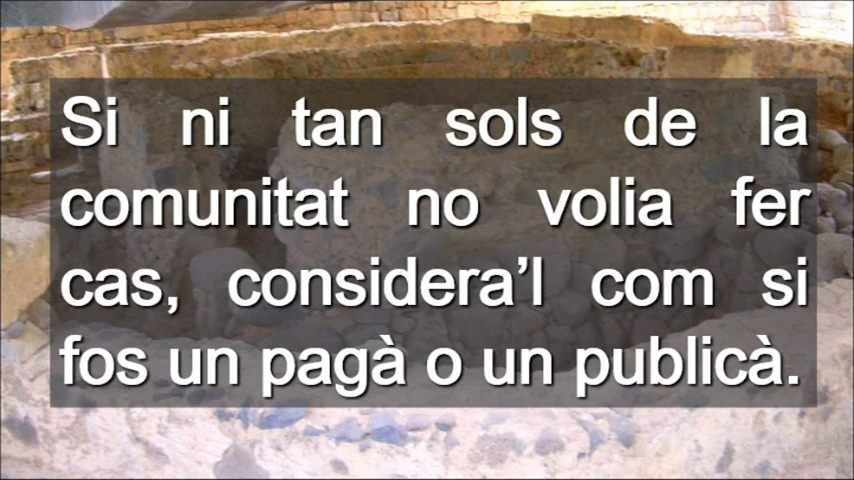 Si ni tan sols de la
comunitat no volia fer
cas, considera’l com si
fos un pagà o un publicà.